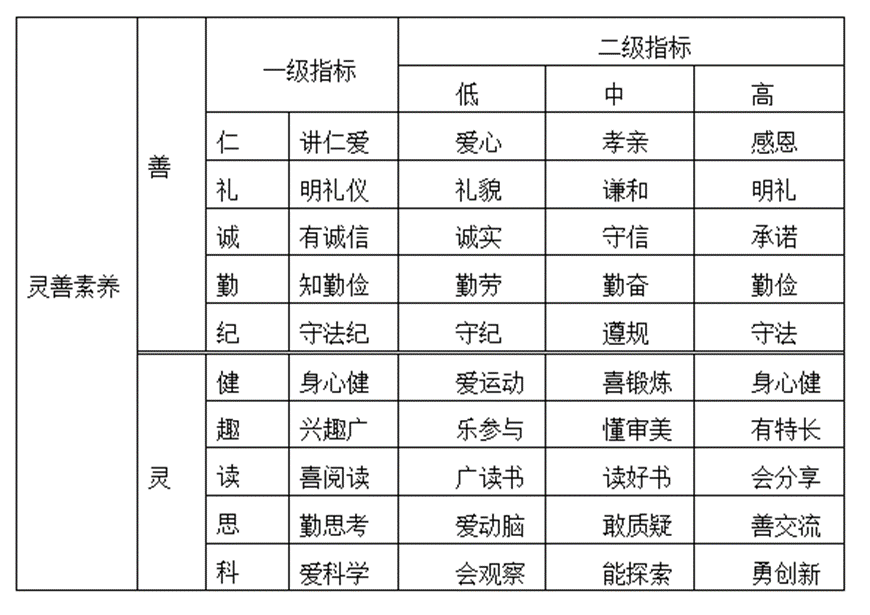 一级指标 二级指标
低 中 高
仁 讲仁爱 爱心 孝亲 感恩
善
礼 明礼仪 礼貌 谦和 明礼
诚 有诚信 诚实 守信 承诺
灵善素养 勤 知勤俭 勤劳 勤奋 勤俭
纪 守法纪 守纪 遵规 守法
健 身心健 爱运动 喜锻炼 身心健
趣 兴趣广 乐参与 懂审美 有特长
灵 读 喜阅读 广读书 读好书 会分享
思 勤思考 爱动脑 敢质疑 善交流
科 爱科学 会观察 能探索 勇创新